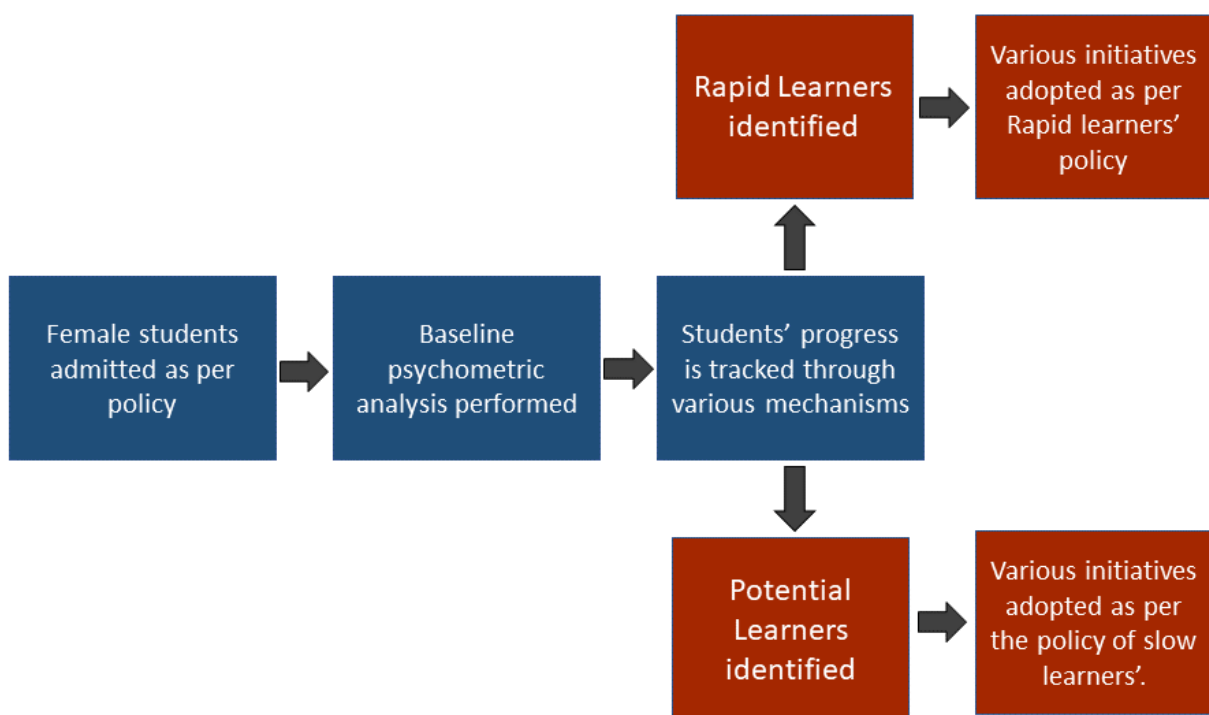 Rapid Learners
identified
Various initiatives
adopted as per
Rapid learners’
policy
Female students
admitted as per
policy
Baseline
psychometric
analysis performed
Students’ progress
is tracked through
various mechanisms
Potential
Learners
identified
Various initiatives
adopted as per
the policy of slow
learners’.